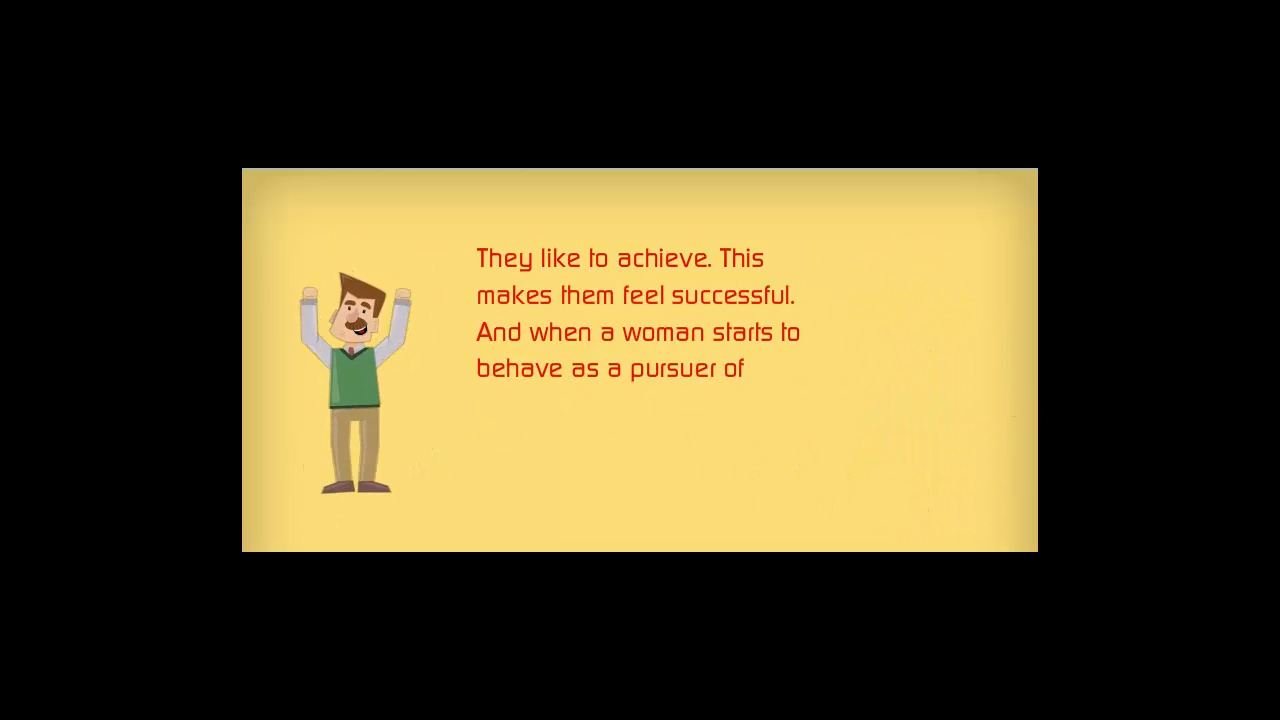 They like to achieve. This
makes them feel successful.
And when a woman starts to
behave as a pursuer of